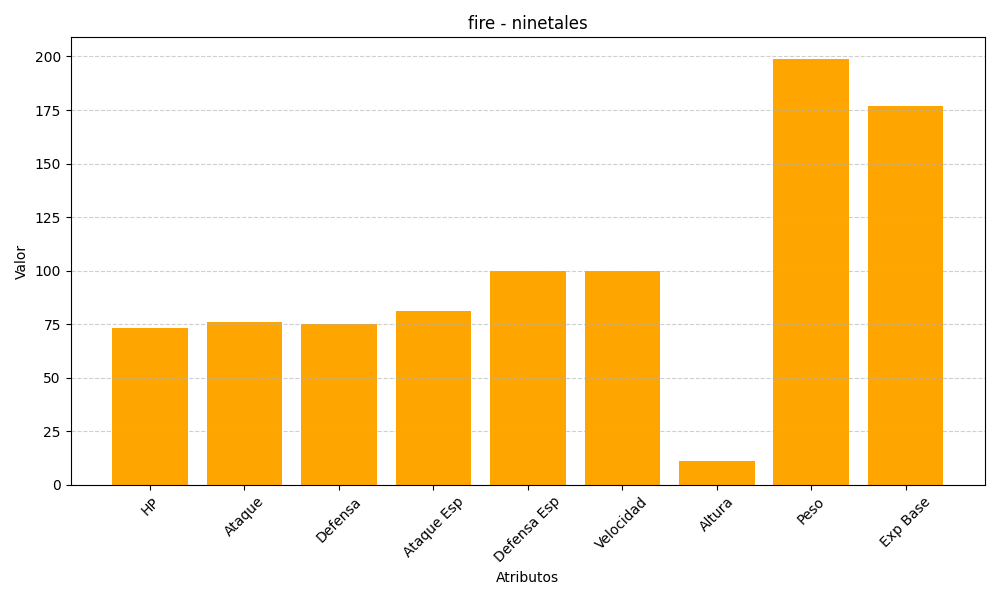 fire - ninetales
Valor
200
175
150
125
100
75
50
25
0
HP
Ataque
Defensa
Ataque Esp
Defensa Esp
Velocidad
Altura
Peso
Exp Base
Atributos